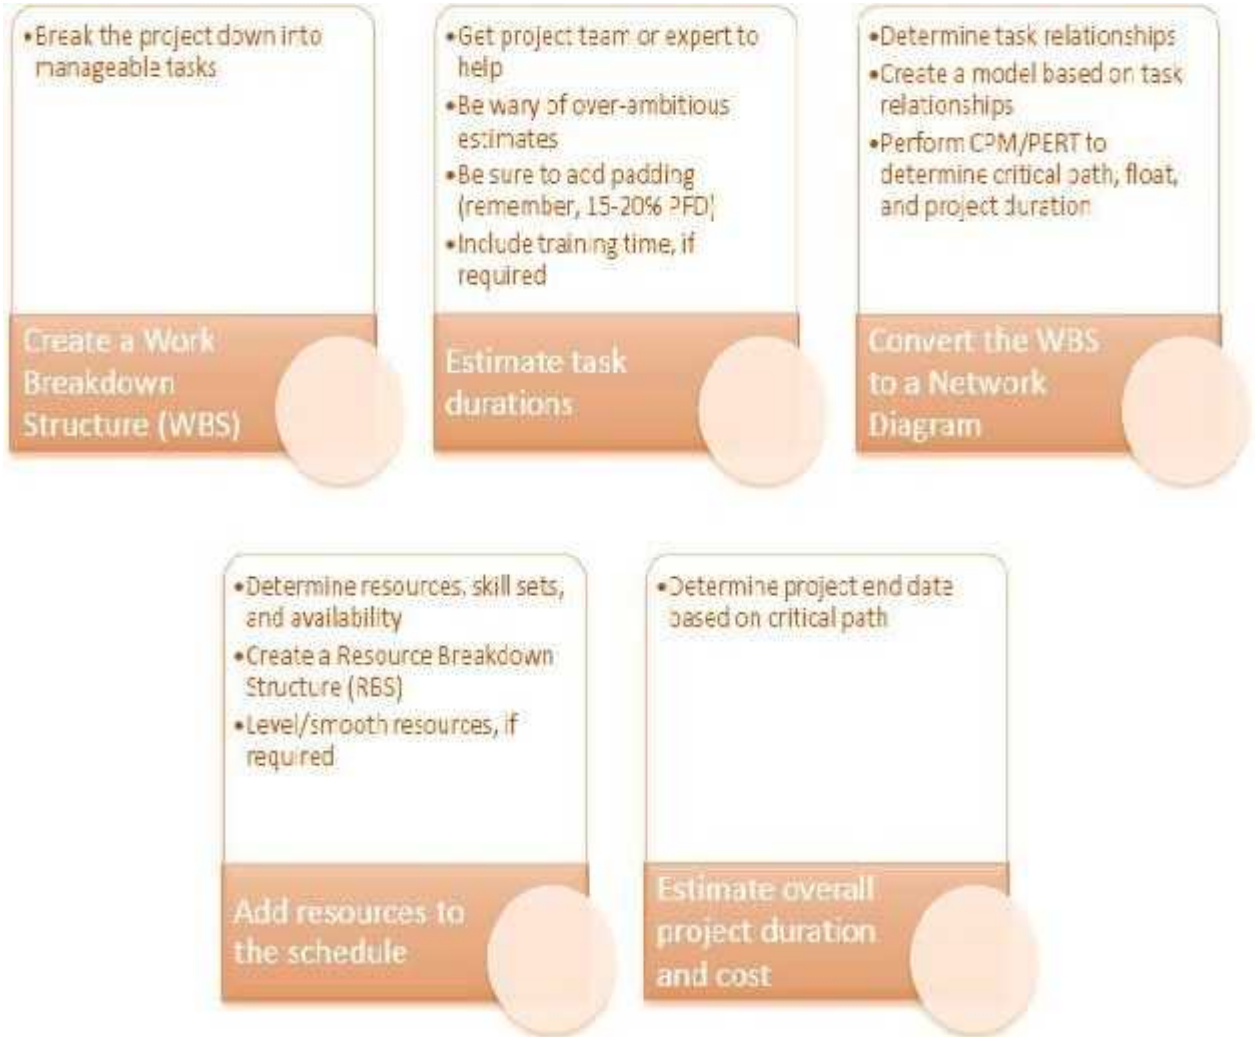 •Break the project down into
manageable tasks
Create a Work
Breakdown
Structure (WBS)
•Get project team or expert to
help
•Be wary of over-ambitious
estimates
•Be sure to add padding
(remember, 15-20% PFD)
•Include training time, if
required
Estimate task
durations
•Determine task relationships
•Create a model based on task
relationships
•Perform CPM/PERT to
determine critical path, float,
and project duration
Convert the WBS
to a Network
Diagram
•Determine resources, skill sets,
and availability
•Create a Resource Breakdown
Structure (RBS)
•Level/smooth resources, if
required
Add resources to
the schedule
•Determine project end date
based on critical path
Estimate overall
project duration
and cost